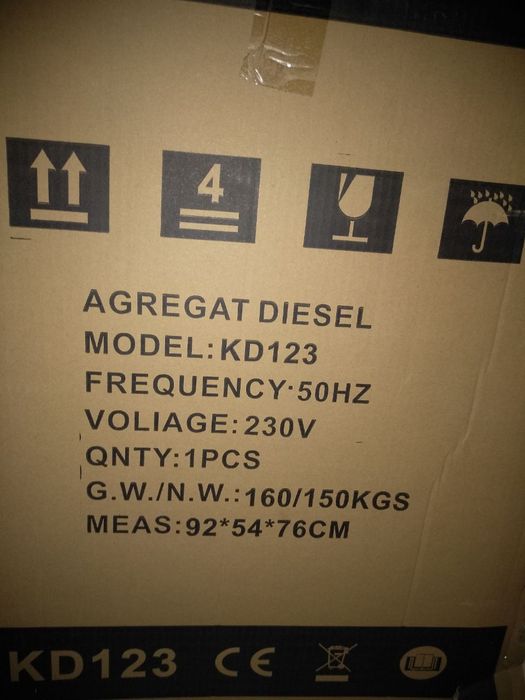 4
AGREGAT DIESEL
MODEL:KD123
FREQUENCY·50HZ
VOLIAGE:230V
QNTY:1PCS
G.W./N.W.:160/150KGS
MEAS:92*54*76CM
KD123 CE